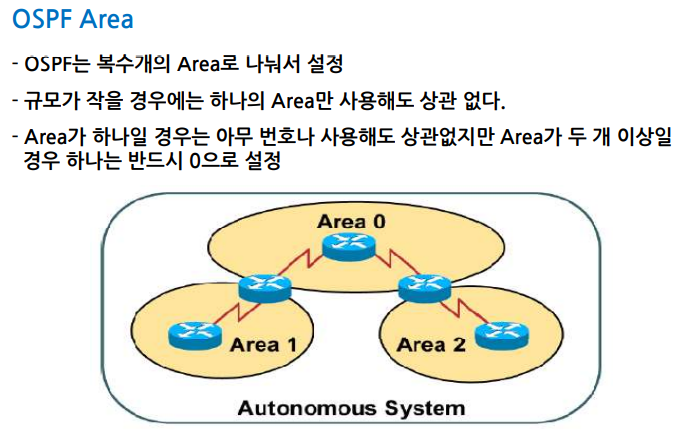 OSPF Area
- OSPF는 복수개의 Area로 나눠서 설정
- 규모가 작을 경우에는 하나의 Area만 사용해도 상관 없다.
- Area가 하나일 경우는 아무 번호나 사용해도 상관없지만 Area가 두 개 이상일
경우 하나는 반드시 0으로 설정
Area 0
Area 1
Area 2
Autonomous System